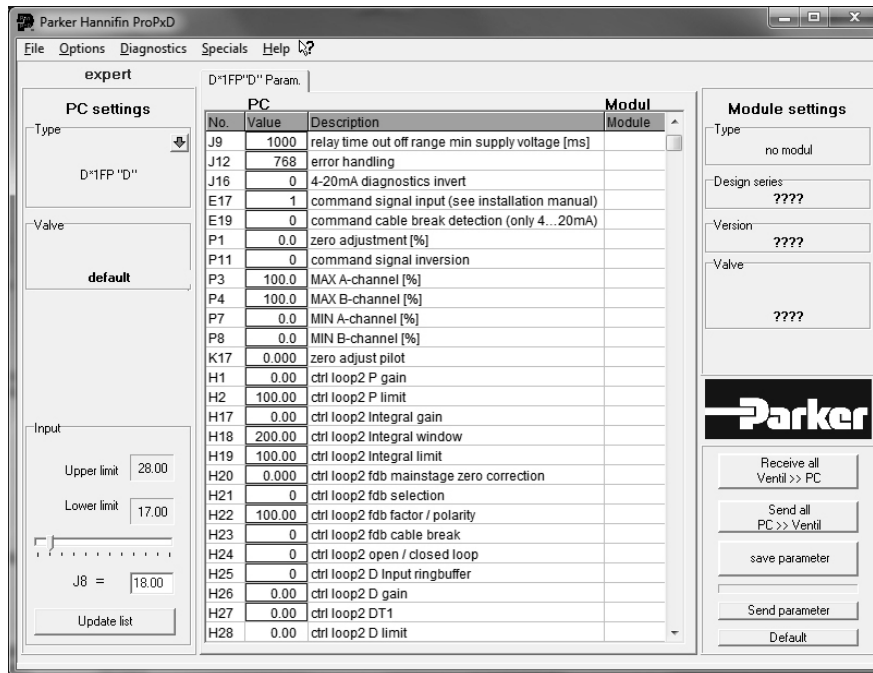 Parker Hannifin ProPxD
File Options Diagnostics Specials Help
expert
D*1FP"D" Param.
PC settings
Type
D*1FP "D"
Valve
default
Input
Upper limit 28.00
Lower limit 17.00
J8 = 18.00
Update list
PC Modul
No. Value Description Module
J9 1000 relay time out off range min supply voltage [ms]
J12 768 error handling
J16 0 4-20mA diagnostics invert
E17 1 command signal input (see installation manual)
E19 0 command cable break detection (only 4...20mA)
P1 0.0 zero adjustment [%]
P11 0 command signal inversion
P3 100.0 MAX A-channel [%]
P4 100.0 MAX B-channel [%]
P7 0.0 MIN A-channel [%]
P8 0.0 MIN B-channel [%]
K17 0.000 zero adjust pilot
H1 0.00 ctrl loop2 P gain
H2 100.00 ctrl loop2 P limit
H17 0.00 ctrl loop2 Integral gain
H18 200.00 ctrl loop2 Integral window
H19 100.00 ctrl loop2 Integral limit
H20 0.000 ctrl loop2 fdb mainstage zero correction
H21 0 ctrl loop2 fdb selection
H22 100.00 ctrl loop2 fdb factor / polarity
H23 0 ctrl loop2 fdb cable break
H24 0 ctrl loop2 open / closed loop
H25 0 ctrl loop2 D Input ringbuffer
H26 0.00 ctrl loop2 D gain
H27 0.00 ctrl loop2 DT1
H28 0.00 ctrl loop2 D limit
Module settings
Type
no modul
Design series
????
Version
????
Valve
????
Parker
Receive all
Ventil >> PC
Send all
PC >> Ventil
save parameter
Send parameter
Default